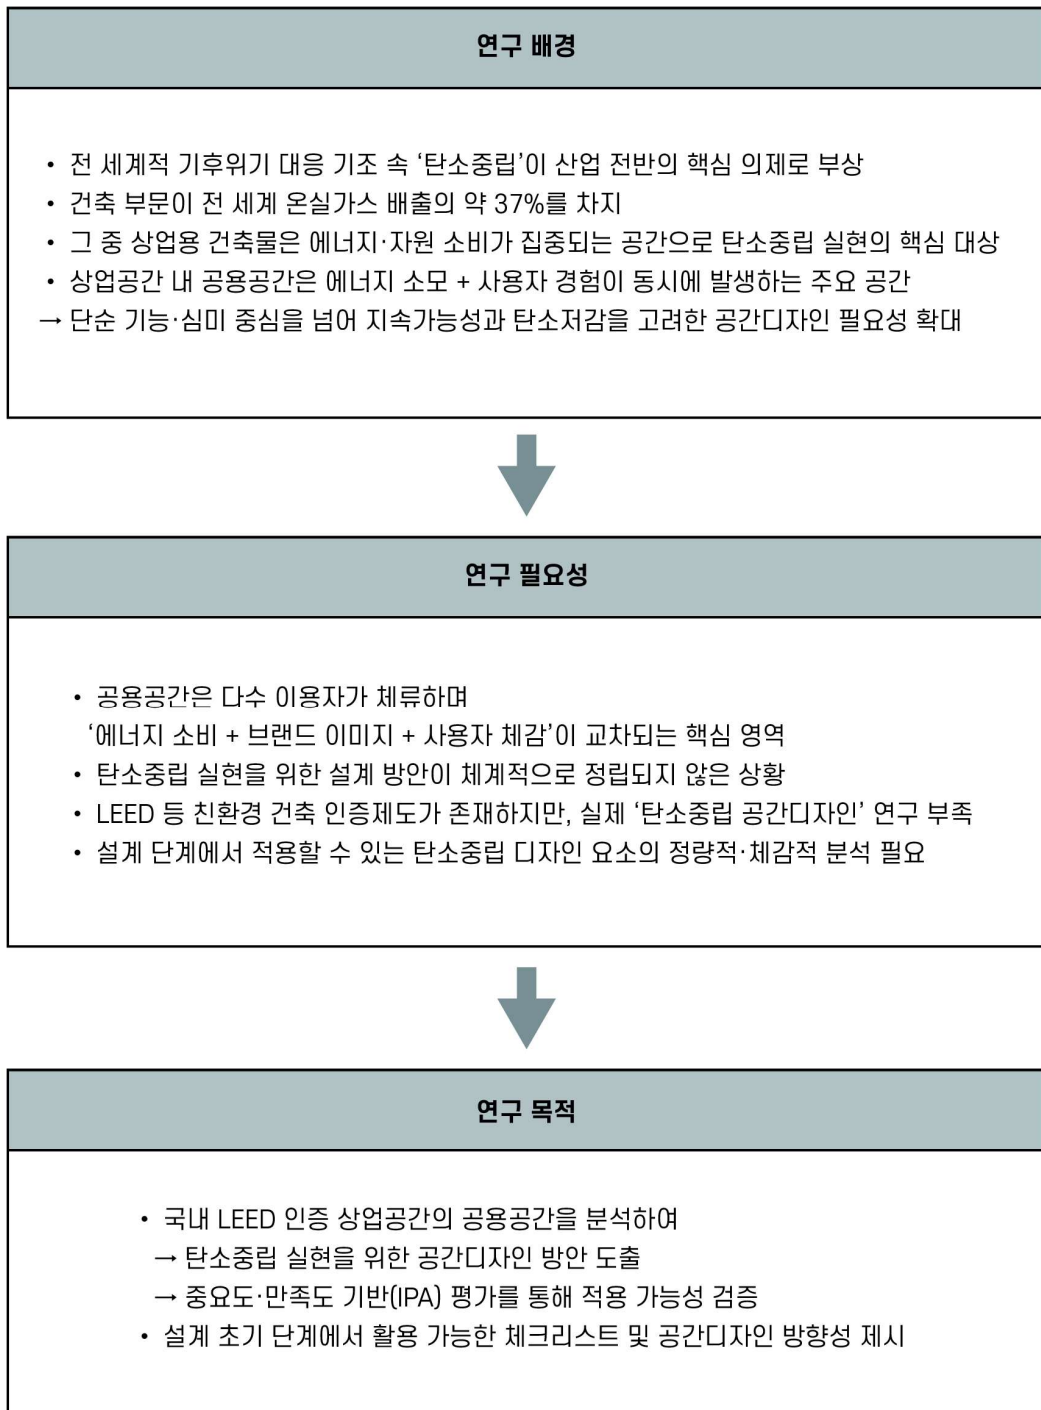 연구 배경
• 전 세계적 기후위기 대응 기조 속 ‘탄소중립’이 산업 전반의 핵심 의제로 부상
• 건축 부문이 전 세계 온실가스 배출의 약 37%를 차지
• 그 중 상업용 건축물은 에너지·자원 소비가 집중되는 공간으로 탄소중립 실현의 핵심 대상
• 상업공간 내 공용공간은 에너지 소모 + 사용자 경험이 동시에 발생하는 주요 공간
→ 단순 기능·심미 중심을 넘어 지속가능성과 탄소저감을 고려한 공간디자인 필요성 확대
연구 필요성
• 공용공간은 다수 이용자가 체류하며
‘에너지 소비 + 브랜드 이미지 + 사용자 체감’이 교차되는 핵심 영역
• 탄소중립 실현을 위한 설계 방안이 체계적으로 정립되지 않은 상황
• LEED 등 친환경 건축 인증제도가 존재하지만, 실제 ‘탄소중립 공간디자인’ 연구 부족
• 설계 단계에서 적용할 수 있는 탄소중립 디자인 요소의 정량적·체감적 분석 필요
연구 목적
• 국내 LEED 인증 상업공간의 공용공간을 분석하여
→ 탄소중립 실현을 위한 공간디자인 방안 도출
→ 중요도·만족도 기반(IPA) 평가를 통해 적용 가능성 검증
• 설계 초기 단계에서 활용 가능한 체크리스트 및 공간디자인 방향성 제시